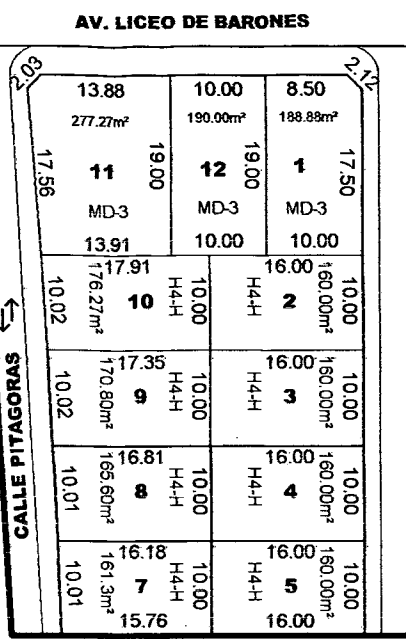 AV. LICEO DE BARONES
2.03
2.12
13.88
10.00
8.50
277.27m²
190.00m²
188.88m²
17.56
11
19.00
12
19.00
1
17.50
MD-3
MD-3
MD-3
13.91
10.00
10.00
17.91
16.00
10.02
176.27m²
10
H4-H
10.00
H4-H
2
160.00m²
10.00
17.35
16.00
10.02
170.80m²
9
H4-H
10.00
H4-H
3
160.00m²
10.00
16.81
16.00
10.01
165.60m²
8
H4-H
10.00
H4-H
4
160.00m²
10.00
16.18
16.00
10.01
161.3m²
7
H4-H
10.00
H4-H
5
160.00m²
10.00
15.76
16.00
CALLE PITAGORAS